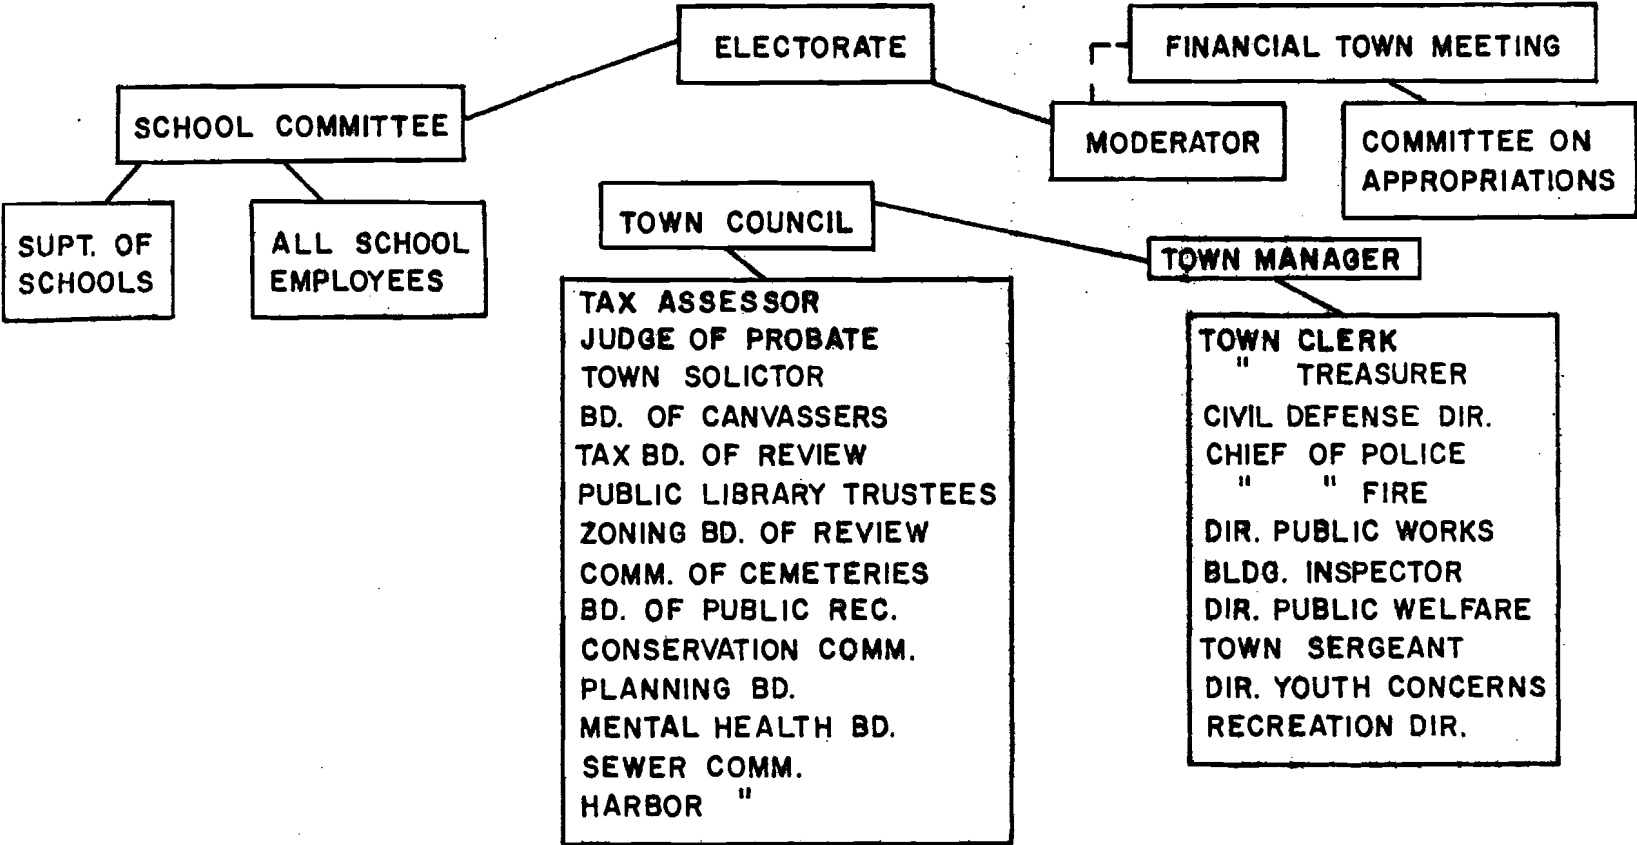 ELECTORATE
FINANCIAL TOWN MEETING
SCHOOL COMMITTEE
MODERATOR
COMMITTEE ON
APPROPRIATIONS
SUPT. OF
SCHOOLS
ALL SCHOOL
EMPLOYEES
TOWN COUNCIL
TOWN MANAGER
TAX ASSESSOR
JUDGE OF PROBATE
TOWN SOLICTOR
BD. OF CANVASSERS
TAX BD. OF REVIEW
PUBLIC LIBRARY TRUSTEES
ZONING BD. OF REVIEW
COMM. OF CEMETERIES
BD. OF PUBLIC REC.
CONSERVATION COMM.
PLANNING BD.
MENTAL HEALTH BD.
SEWER COMM.
HARBOR "
TOWN CLERK
" TREASURER
CIVIL DEFENSE DIR.
CHIEF OF POLICE
" " FIRE
DIR. PUBLIC WORKS
BLDG. INSPECTOR
DIR. PUBLIC WELFARE
TOWN SERGEANT
DIR. YOUTH CONCERNS
RECREATION DIR.